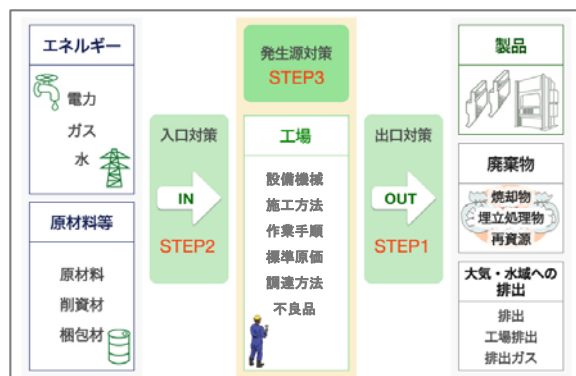 エネルギー
電力
ガス
水
原材料等
原材料
削資材
梱包材
入口対策
IN
STEP2
発生源対策
STEP3
工場
設備機械
施工方法
作業手順
標準原価
調達方法
不良品
出口対策
OUT
STEP1
製品
廃棄物
焼却物
埋立処理物
再資源
大気・水域への
排出
排出
工場排出
排出ガス